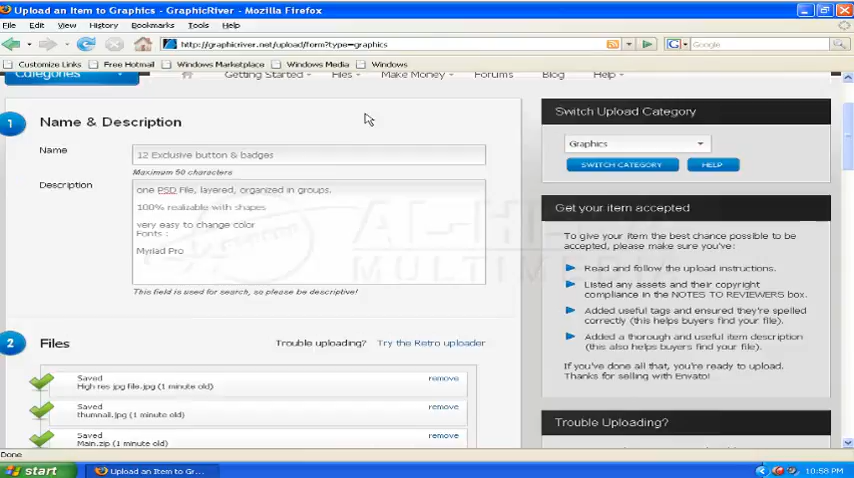 Upload an Item to Graphics - GraphicRiver - Mozilla Firefox
File Edit View History Bookmarks Tools Help
http://graphicriver.net/upload/form?type=graphics
Google
Customize Links Free Hotmail Windows Marketplace Windows Media Windows
Categories Getting Started Files Make Money Forums Blog Help
1 Name & Description
Name 12 Exclusive button & badges
Maximum 50 characters
Description one PSD File, layered, organized in groups.
100% realizable with shapes
very easy to change color
Fonts :
Myriad Pro
This field is used for search, so please be descriptive!
2 Files Trouble uploading? Try the Retro uploader
Saved remove
High res jpg file.jpg (1 minute old)
Saved remove
thumnail.jpg (1 minute old)
Saved remove
Main.zip (1 minute old)
Switch Upload Category
Graphics
SWITCH CATEGORY HELP
Get your item accepted
To give your item the best chance possible to
be accepted, please make sure you've:
Read and follow the upload instructions.
Listed any assets and their copyright
compliance in the NOTES TO REVIEWERS box.
Added useful tags and ensured they're spelled
correctly (this helps buyers find your file).
Added a thorough and useful item description
(this also helps buyers find your file).
If you've done all that, you're ready to upload.
Thanks for selling with Envato!
Trouble Uploading?
MULTIMEDIA
Done
start Upload an Item to Gr... 10:58 PM